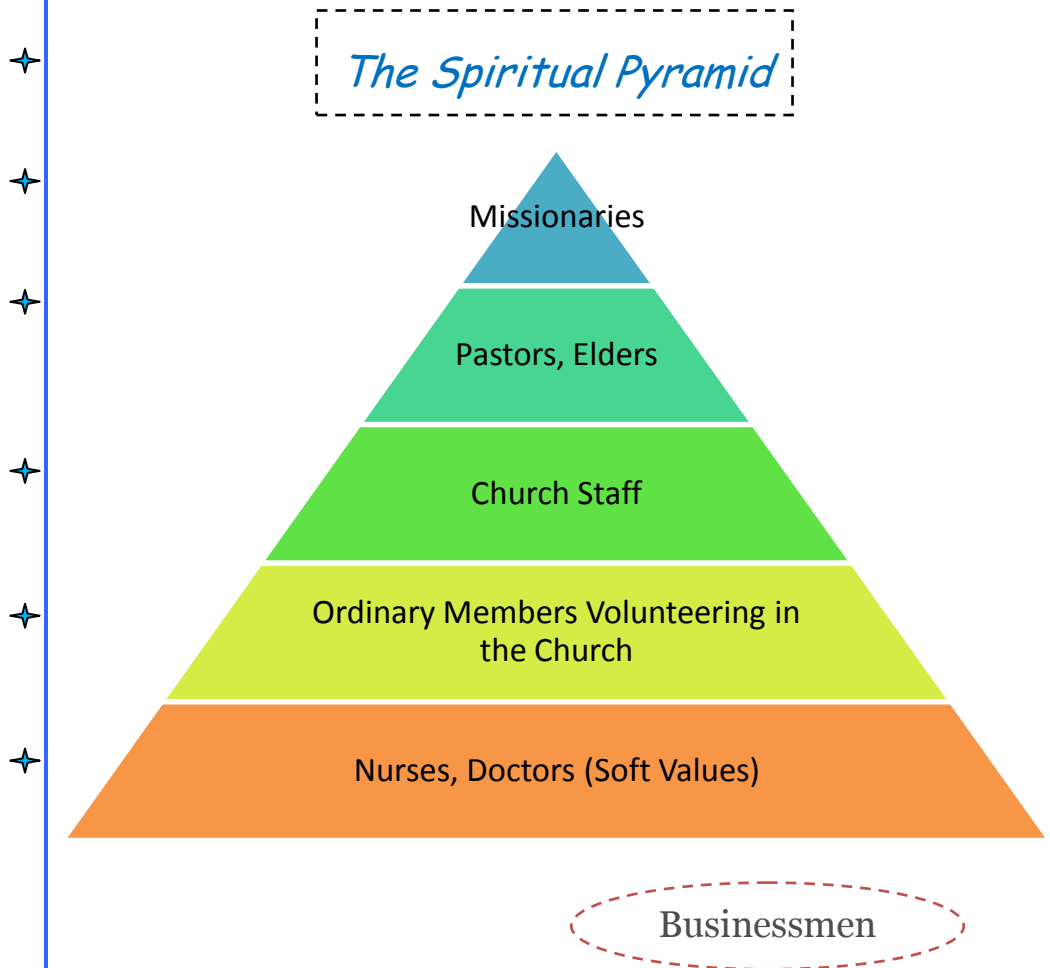 The Spiritual Pyramid
Missionaries
Pastors, Elders
Church Staff
Ordinary Members Volunteering in
the Church
Nurses, Doctors (Soft Values)
Businessmen